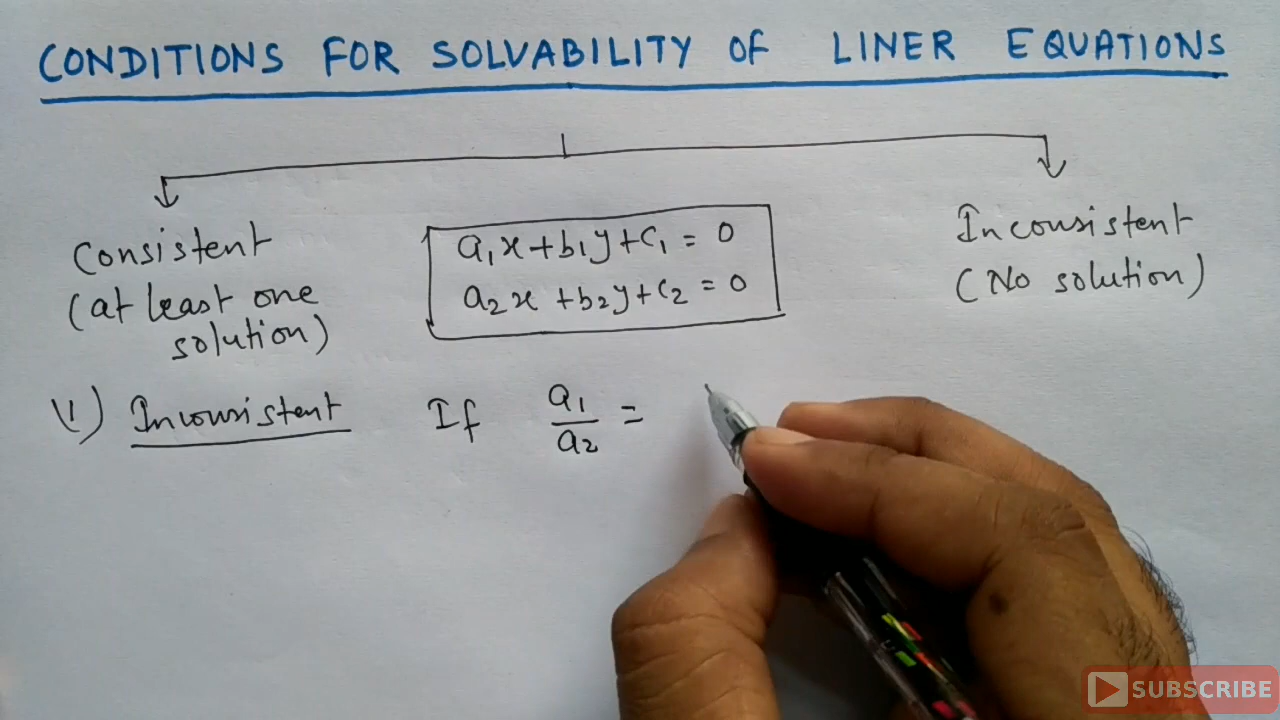 CONDITIONS FOR SOLVABILITY OF LINER EQUATIONS
Consistent
(at least one
solution)
a₁x+b₁y+c₁ = 0
a₂x+b₂y+c₂ = 0
Inconsistent
(No solution)
1) Inconsistent If a₁/a₂ =
SUBSCRIBE